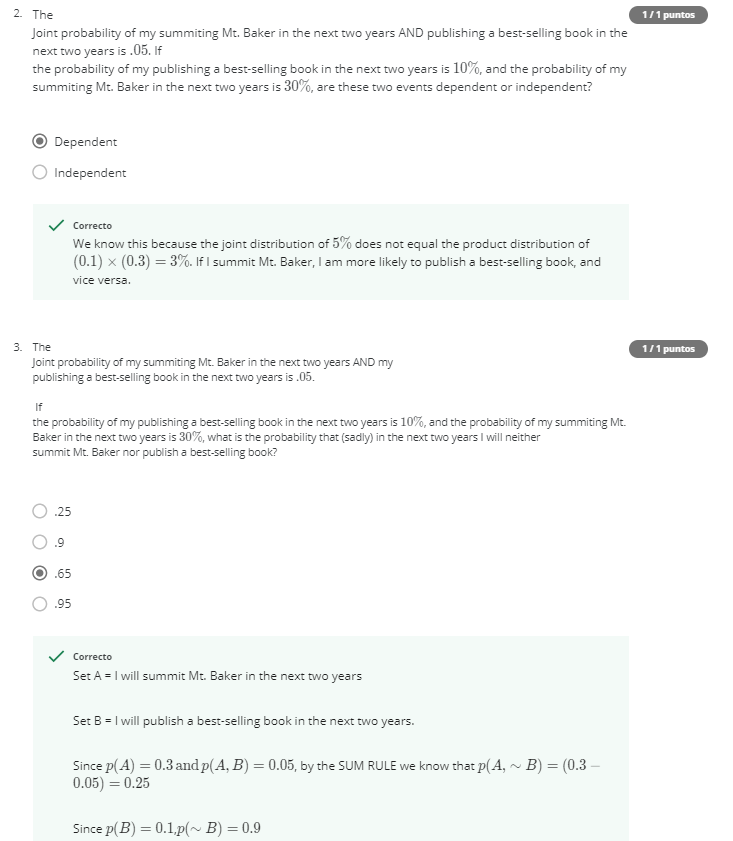 2. The
1 / 1 puntos
Joint probability of my summiting Mt. Baker in the next two years AND publishing a best-selling book in the
next two years is .05. If
the probability of my publishing a best-selling book in the next two years is 10%, and the probability of my
summiting Mt. Baker in the next two years is 30%, are these two events dependent or independent?
Dependent
Independent
Correcto
We know this because the joint distribution of 5% does not equal the product distribution of
(0.1) × (0.3) = 3%. If I summit Mt. Baker, I am more likely to publish a best-selling book, and
vice versa.
3. The
1 / 1 puntos
Joint probability of my summiting Mt. Baker in the next two years AND my
publishing a best-selling book in the next two years is .05.
If
the probability of my publishing a best-selling book in the next two years is 10%, and the probability of my summiting Mt.
Baker in the next two years is 30%, what is the probability that (sadly) in the next two years I will neither
summit Mt. Baker nor publish a best-selling book?
.25
.9
.65
.95
Correcto
Set A = I will summit Mt. Baker in the next two years
Set B = I will publish a best-selling book in the next two years.
Since p(A) = 0.3 and p(A, B) = 0.05, by the SUM RULE we know that p(A, ∼ B) = (0.3 −
0.05) = 0.25
Since p(B) = 0.1,p(∼ B) = 0.9